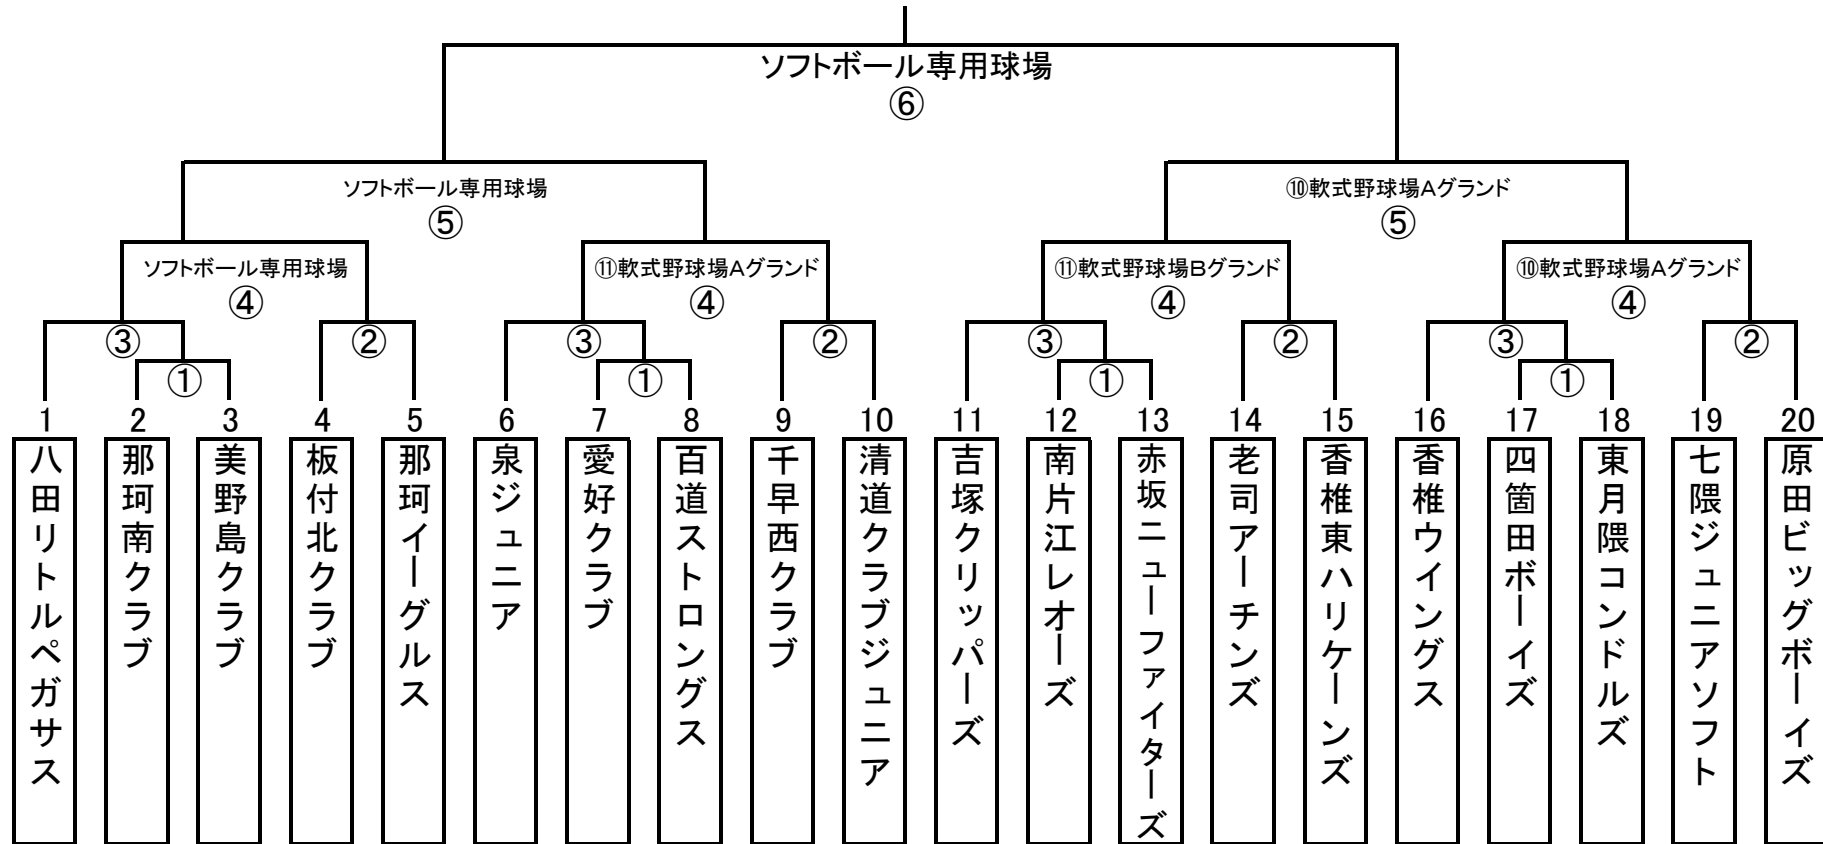 ソフトボール専用球場
⑥
ソフトボール専用球場
⑩軟式野球場Aグランド
⑤
⑤
ソフトボール専用球場
⑪軟式野球場Aグランド
⑪軟式野球場Bグランド
⑩軟式野球場Aグランド
④
④
④
④
③
②
③
②
③
②
③
②
①
①
①
①
1
2
3
4
5
6
7
8
9
10
11
12
13
14
15
16
17
18
19
20
八田リトルペガサス
那珂南クラブ
美野島クラブ
板付北クラブ
那珂イーグルス
泉ジュニア
愛好クラブ
百道ストロングス
千早西クラブ
清道クラブジュニア
吉塚クリッパーズ
南片江レオーズ
赤坂ニューファイターズ
老司アーチンズ
香椎東ハリケーンズ
香椎ウイングス
四箇田ボーイズ
東月隈コンドルズ
七隈ジュニアソフト
原田ビッグボーイズ